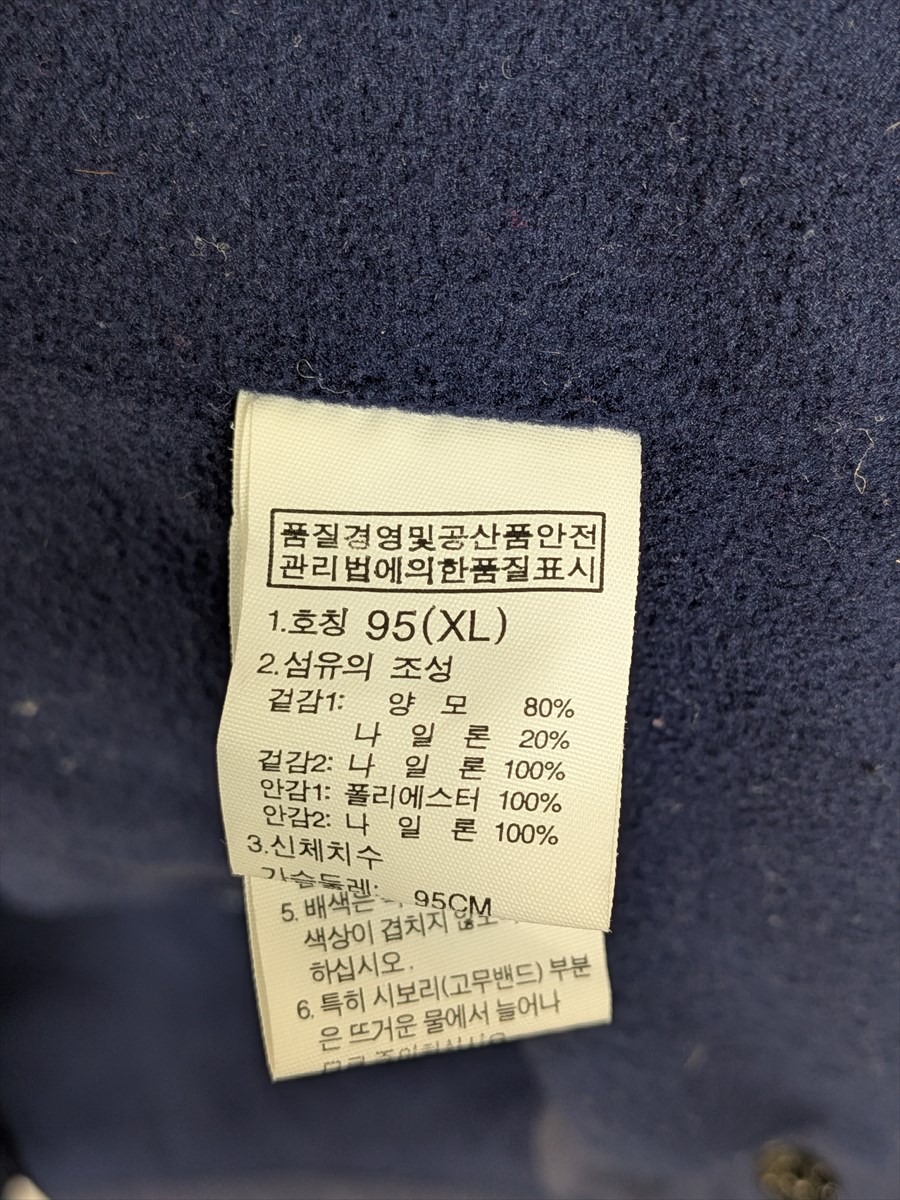 품질경영및공산품안전
관리법에의한품질표시
1.호칭 95(XL)
2.섬유의 조성
겉감1: 양 모 80%
나 일 론 20%
겉감2: 나 일 론 100%
안감1: 폴리에스터 100%
안감2: 나 일 론 100%
3.신체치수
가슴둘레: 95CM
5. 배색은
색상이 겹치지 않도
하십시오.
6. 특히 시보리(고무밴드) 부분
은 뜨거운 물에서 늘어나